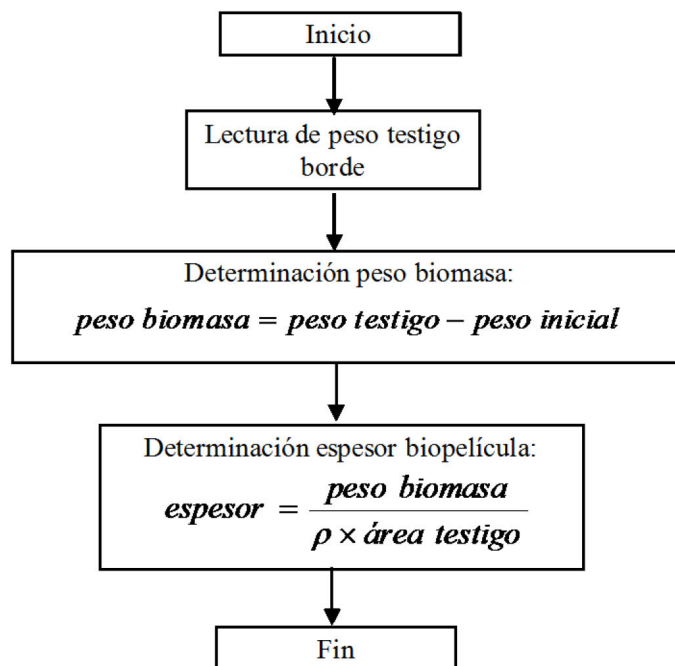 Inicio
Lectura de peso testigo
borde
Determinación peso biomasa:
peso biomasa = peso testigo − peso inicial
Determinación espesor biopelícula:
espesor = peso biomasa
ρ × área testigo
Fin